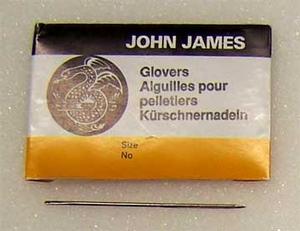 JOHN JAMES
Glovers
Aiguilles pour
pelletiers
Kürschnernadeln
Size
No